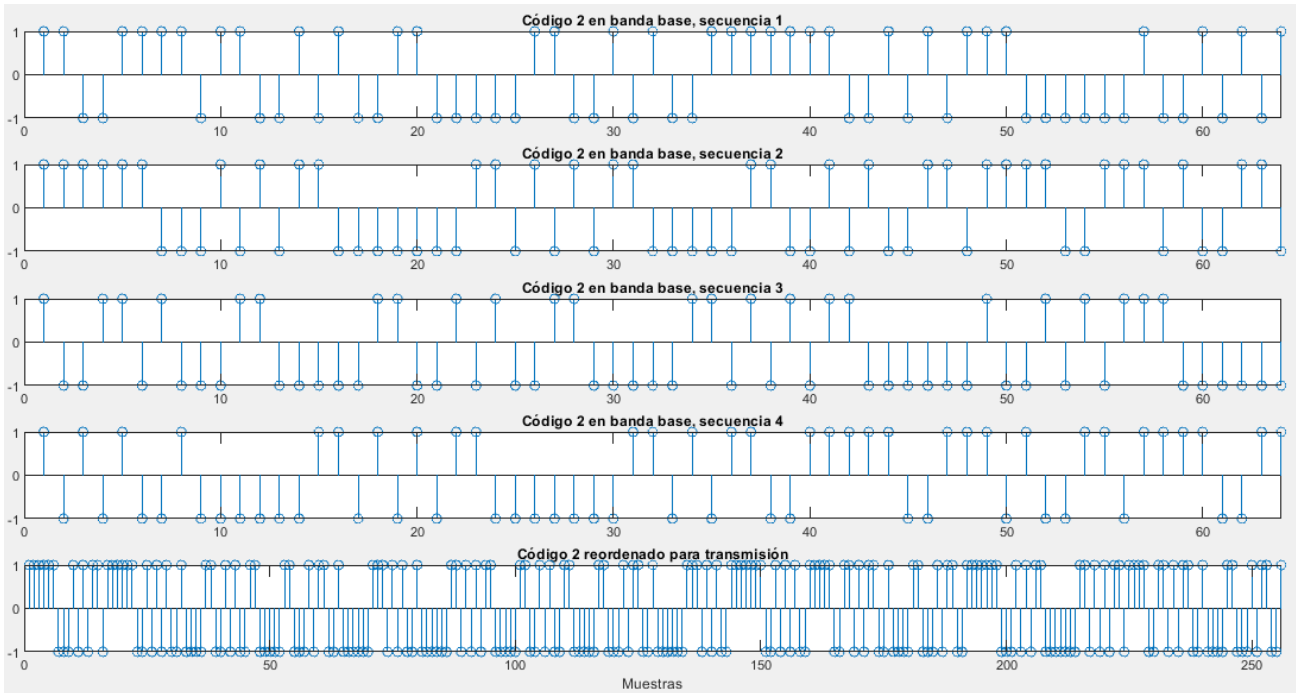 Código 2 en banda base, secuencia 1
1
0
-1
0 10 20 30 40 50 60
Código 2 en banda base, secuencia 2
1
0
-1
0 10 20 30 40 50 60
Código 2 en banda base, secuencia 3
1
0
-1
0 10 20 30 40 50 60
Código 2 en banda base, secuencia 4
1
0
-1
0 10 20 30 40 50 60
Código 2 reordenado para transmisión
1
0
-1
0 50 100 150 200 250
Muestras